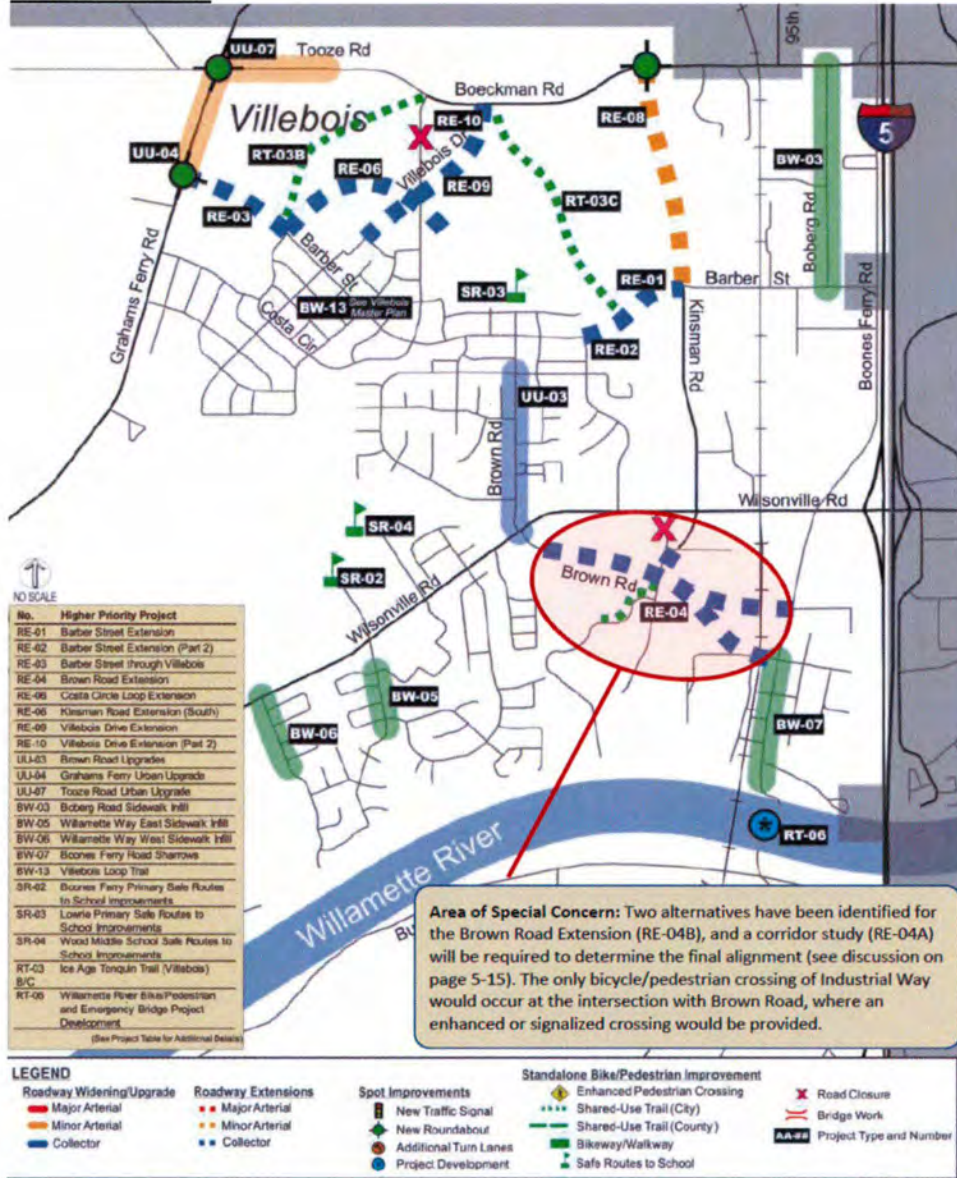 UU-07
Tooze Rd
95th
Boeckman Rd
Villebois
RE-10
RE-08
5
UU-04
RT-03B
RE-06
Villebois Dr
RE-09
BW-03
RE-03
RT-03C
Boberg Rd
Barber St
RE-01
Barber St
SR-03
BW-13 See Villebois
Master Plan
Grahams Ferry Rd
Costa Cir
RE-02
Kinsman Rd
Boones Ferry Rd
UU-03
Brown Rd
Wilsonville Rd
SR-04
SR-02
Wilsonville Rd
Brown Rd
RE-04
NO SCALE
BW-05
BW-06
BW-07
RT-06
Willamette River
No. Higher Priority Project
RE-01 Barber Street Extension
RE-02 Barber Street Extension (Part 2)
RE-03 Barber Street through Villebois
RE-04 Brown Road Extension
RE-06 Costa Circle Loop Extension
RE-08 Kinsman Road Extension (South)
RE-09 Villebois Drive Extension
RE-10 Villebois Drive Extension (Part 2)
UU-03 Brown Road Upgrades
UU-04 Grahams Ferry Urban Upgrade
UU-07 Tooze Road Urban Upgrade
BW-03 Boberg Road Sidewalk Infill
BW-05 Willamette Way East Sidewalk Infill
BW-06 Willamette Way West Sidewalk Infill
BW-07 Boones Ferry Road Sharrows
BW-13 Villebois Loop Trail
SR-02 Boones Ferry Primary Safe Routes
to School Improvements
SR-03 Lowrie Primary Safe Routes to
School Improvements
SR-04 Wood Middle School Safe Routes to
School Improvements
RT-03 Ice Age Tonquin Trail (Villebois)
B/C
RT-06 Willamette River Bike/Pedestrian
and Emergency Bridge Project
Development
(See Project Table for Additional Details)
Area of Special Concern: Two alternatives have been identified for
the Brown Road Extension (RE-04B), and a corridor study (RE-04A)
will be required to determine the final alignment (see discussion on
page 5-15). The only bicycle/pedestrian crossing of Industrial Way
would occur at the intersection with Brown Road, where an
enhanced or signalized crossing would be provided.
LEGEND
Roadway Widening/Upgrade
Major Arterial
Minor Arterial
Collector
Roadway Extensions
Major Arterial
Minor Arterial
Collector
Spot Improvements
New Traffic Signal
New Roundabout
Additional Turn Lanes
Project Development
Standalone Bike/Pedestrian Improvement
Enhanced Pedestrian Crossing
Shared-Use Trail (City)
Shared-Use Trail (County)
Bikeway/Walkway
Safe Routes to School
Road Closure
Bridge Work
AA-## Project Type and Number